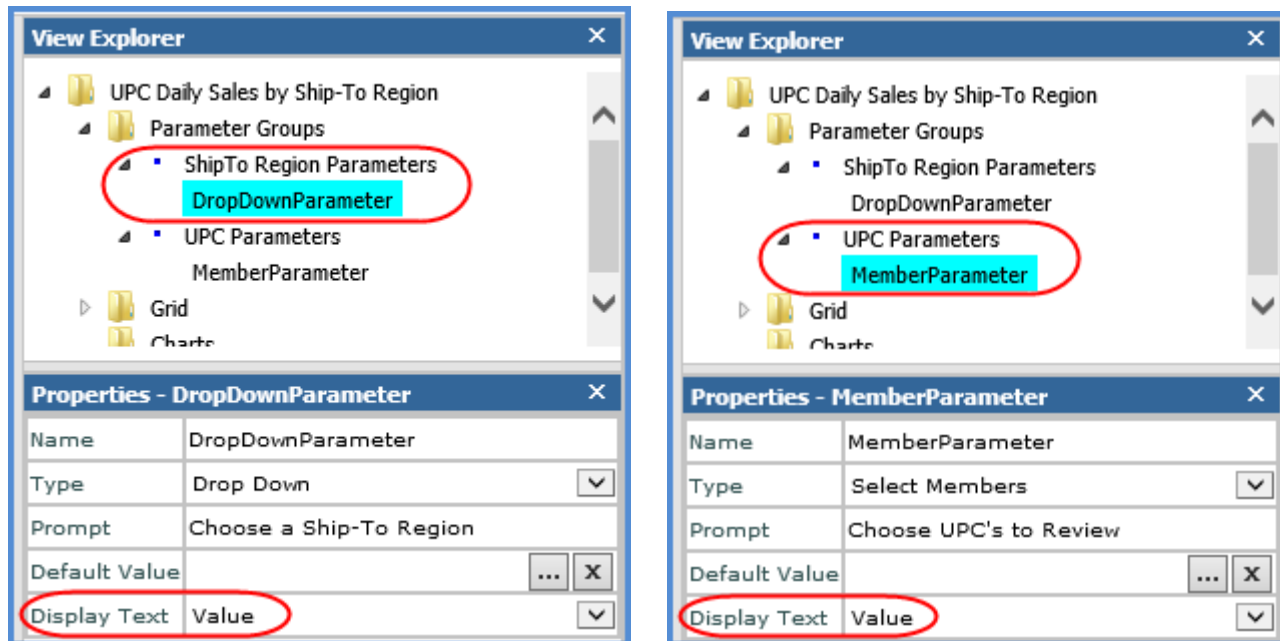 View Explorer ×
UPC Daily Sales by Ship-To Region
Parameter Groups
ShipTo Region Parameters
DropDownParameter
UPC Parameters
MemberParameter
Grid
Charts
Properties - DropDownParameter ×
Name DropDownParameter
Type Drop Down
Prompt Choose a Ship-To Region
Default Value ... x
Display Text Value
View Explorer ×
UPC Daily Sales by Ship-To Region
Parameter Groups
ShipTo Region Parameters
DropDownParameter
UPC Parameters
MemberParameter
Grid
Charts
Properties - MemberParameter ×
Name MemberParameter
Type Select Members
Prompt Choose UPC's to Review
Default Value ... x
Display Text Value